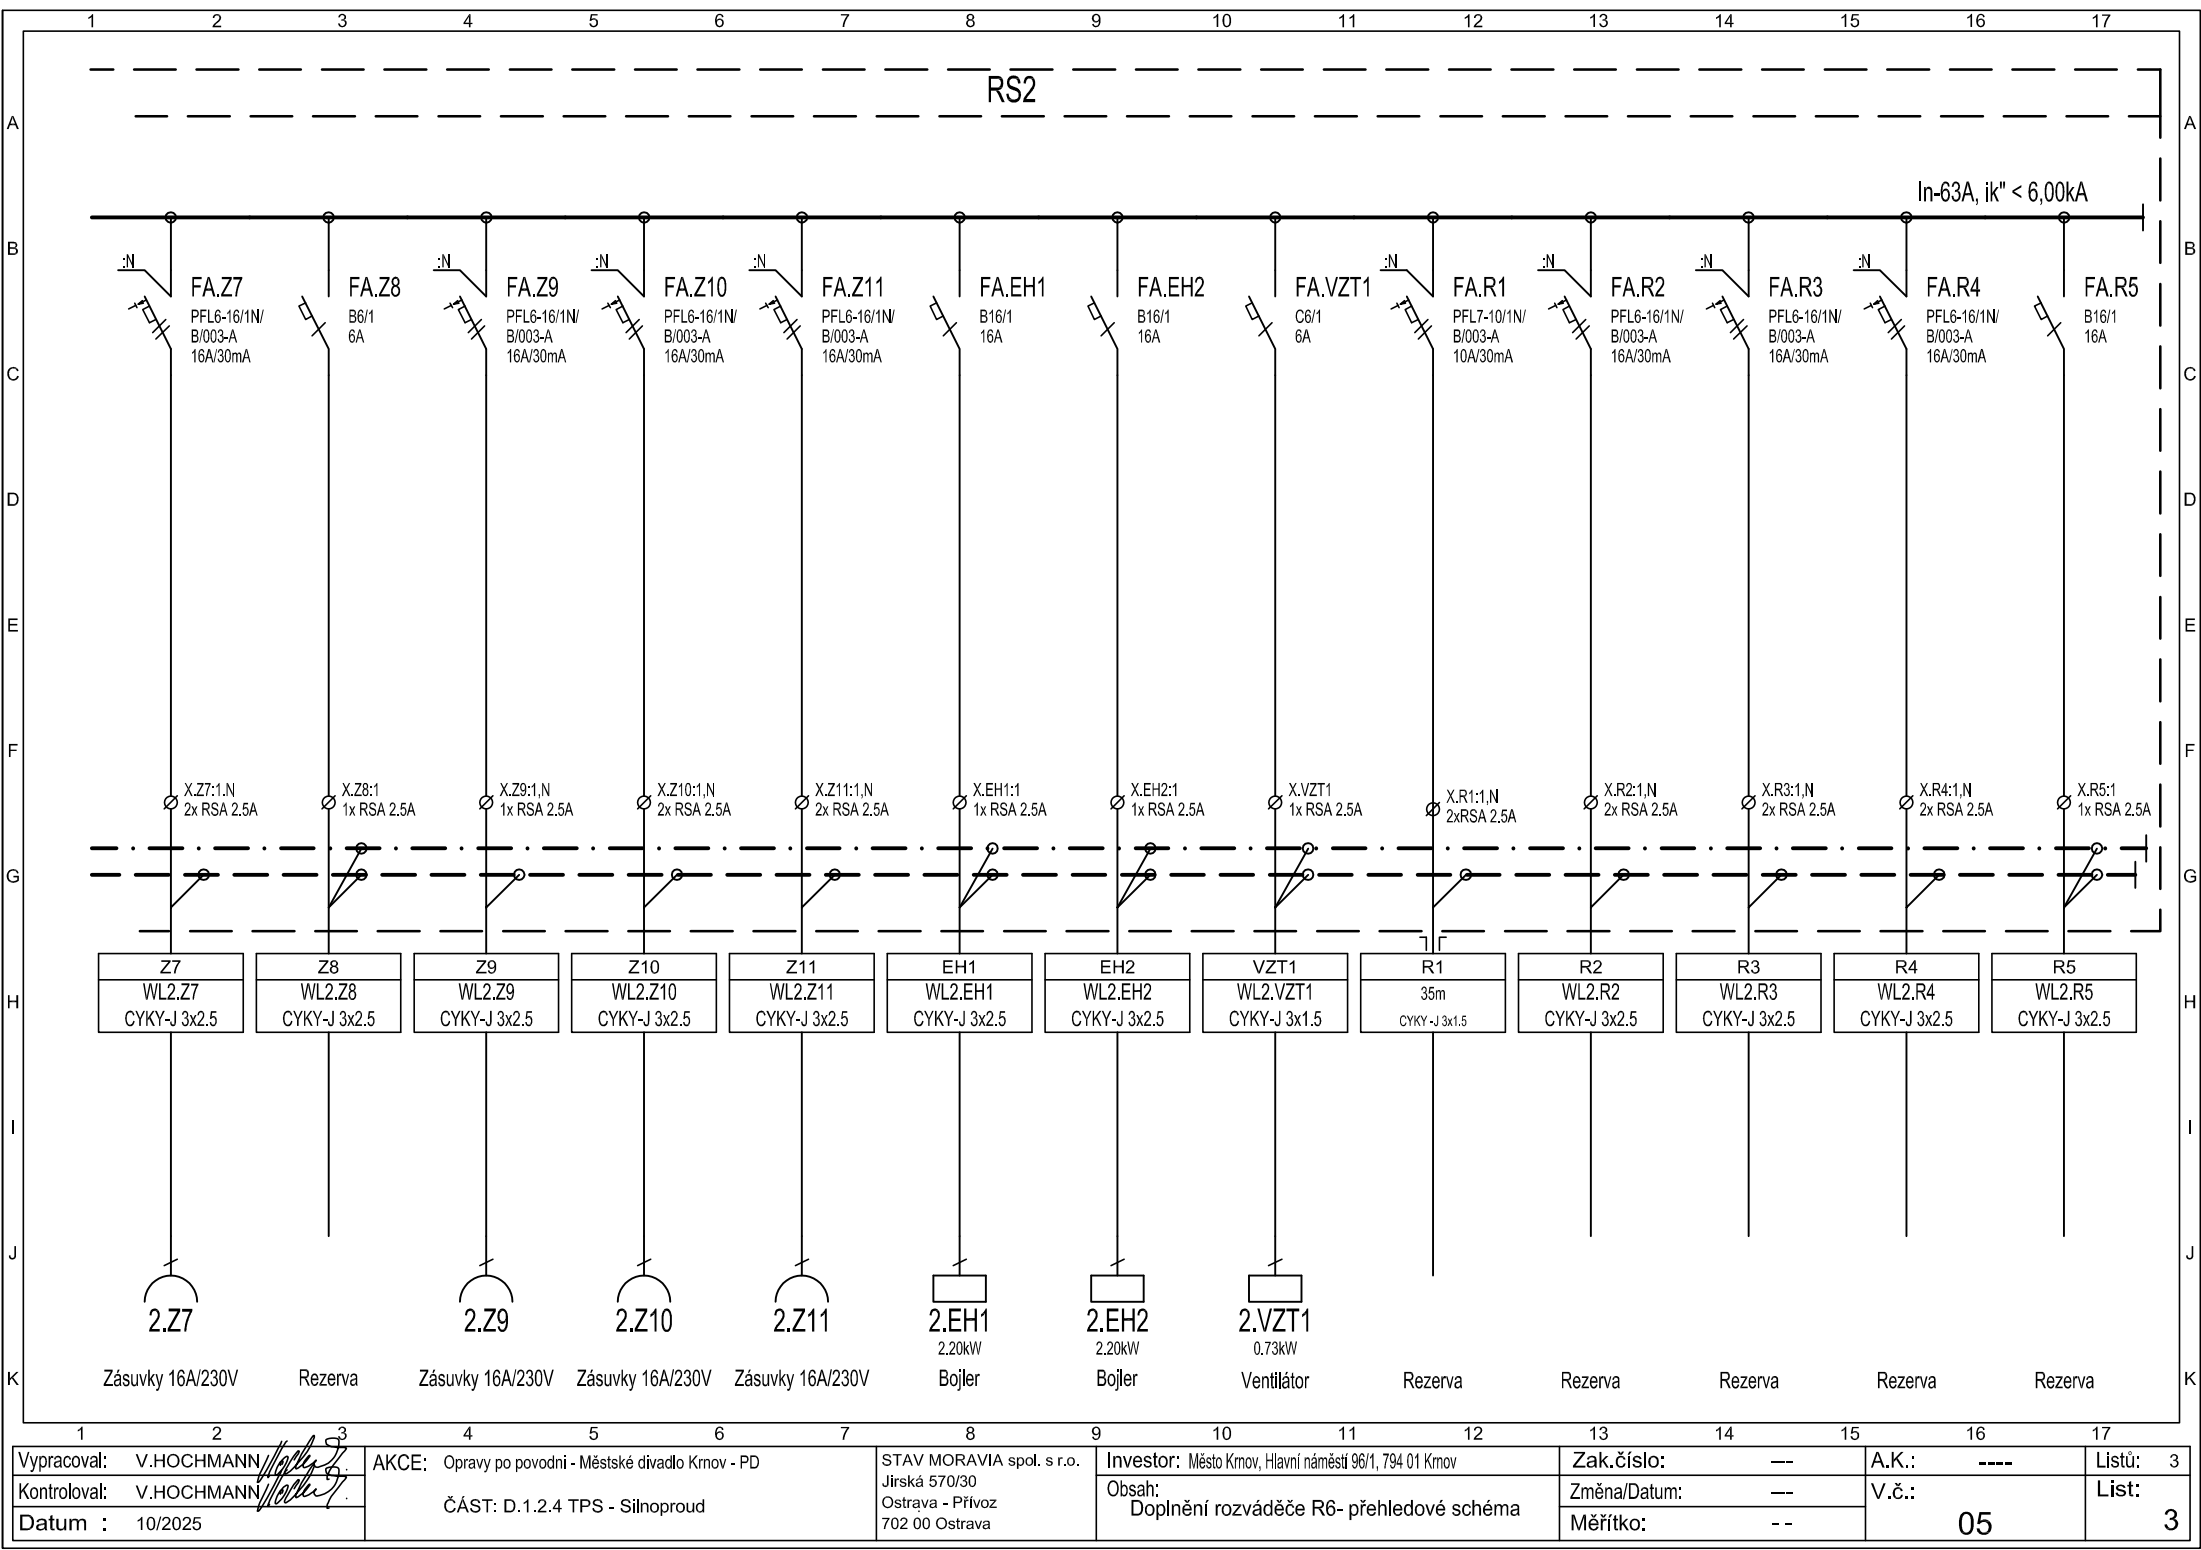 1 2 3 4 5 6 7 8 9 10 11 12 13 14 15 16 17
RS2
A A
In-63A, ik" < 6,00kA
B B
:N :N :N :N :N :N :N :N
FA.Z7 FA.Z8 FA.Z9 FA.Z10 FA.Z11 FA.EH1 FA.EH2 FA.VZT1 FA.R1 FA.R2 FA.R3 FA.R4 FA.R5
PFL6-16/1N/ B6/1 PFL6-16/1N/ PFL6-16/1N/ PFL6-16/1N/ B16/1 B16/1 C6/1 PFL7-10/1N/ PFL6-16/1N/ PFL6-16/1N/ PFL6-16/1N/ B16/1
B/003-A 6A B/003-A B/003-A B/003-A 16A 16A 6A B/003-A B/003-A B/003-A B/003-A 16A
16A/30mA 16A/30mA 16A/30mA 16A/30mA 10A/30mA 16A/30mA 16A/30mA 16A/30mA
C C
D D
E E
F F
X.Z7:1.N X.Z8:1 X.Z9:1,N X.Z10:1,N X.Z11:1,N X.EH1:1 X.EH2:1 X.VZT1 X.R1:1,N X.R2:1,N X.R3:1,N X.R4:1,N X.R5:1
2x RSA 2.5A 1x RSA 2.5A 1x RSA 2.5A 2x RSA 2.5A 2x RSA 2.5A 1x RSA 2.5A 1x RSA 2.5A 1x RSA 2.5A 2xRSA 2.5A 2x RSA 2.5A 2x RSA 2.5A 2x RSA 2.5A 1x RSA 2.5A
G G
Z7 Z8 Z9 Z10 Z11 EH1 EH2 VZT1 R1 R2 R3 R4 R5
H WL2.Z7 WL2.Z8 WL2.Z9 WL2.Z10 WL2.Z11 WL2.EH1 WL2.EH2 WL2.VZT1 35m WL2.R2 WL2.R3 WL2.R4 WL2.R5 H
CYKY-J 3x2.5 CYKY-J 3x2.5 CYKY-J 3x2.5 CYKY-J 3x2.5 CYKY-J 3x2.5 CYKY-J 3x2.5 CYKY-J 3x2.5 CYKY-J 3x1.5 CYKY -J 3x1.5 CYKY-J 3x2.5 CYKY-J 3x2.5 CYKY-J 3x2.5 CYKY-J 3x2.5
I I
J J
2.Z7 2.Z9 2.Z10 2.Z11 2.EH1 2.EH2 2.VZT1
2.20kW 2.20kW 0.73kW
K Zásuvky 16A/230V Rezerva Zásuvky 16A/230V Zásuvky 16A/230V Zásuvky 16A/230V Bojler Bojler Ventilátor Rezerva Rezerva Rezerva Rezerva Rezerva K
1 2 3 4 5 6 7 8 9 10 11 12 13 14 15 16 17
Vypracoval: V.HOCHMANN
Kontroloval: V.HOCHMANN
Datum : 10/2025
AKCE: Opravy po povodni - Městské divadlo Krnov - PD
ČÁST: D.1.2.4 TPS - Silnoproud
STAV MORAVIA spol. s r.o.
Jirská 570/30
Ostrava - Přívoz
702 00 Ostrava
Investor: Město Krnov, Hlavní náměstí 96/1, 794 01 Krnov
Obsah:
Doplnění rozváděče R6- přehledové schéma
Zak.číslo: ---
Změna/Datum: ---
Měřítko: - -
A.K.: ----
V.č.:
05
Listů: 3
List:
3